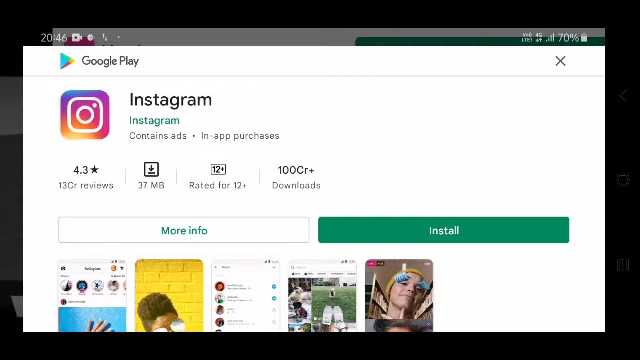 20:46 70%
Google Play
Instagram
Instagram
Contains ads • In-app purchases
4.3★ 12+ 100Cr+
13Cr reviews 37 MB Rated for 12+ Downloads
More info Install
Instagram